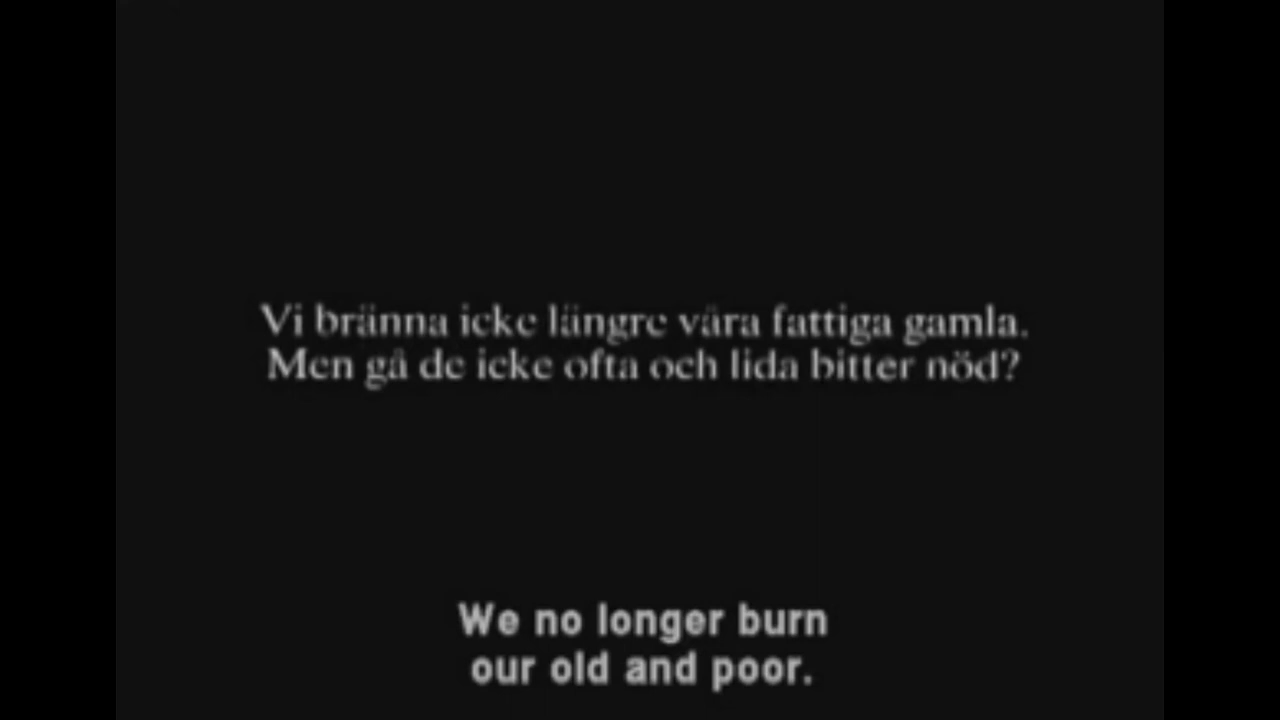 Vi bränna icke längre våra fattiga gamla.
Men gå de icke ofta och lida bitter nöd?
We no longer burn
our old and poor.